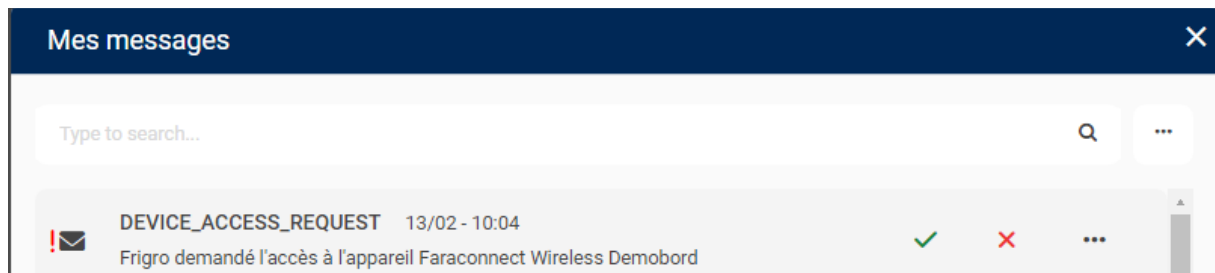 Mes messages
Type to search...
DEVICE_ACCESS_REQUEST 13/02 - 10:04
Frigro demandé l'accès à l'appareil Faraconnect Wireless Demobord